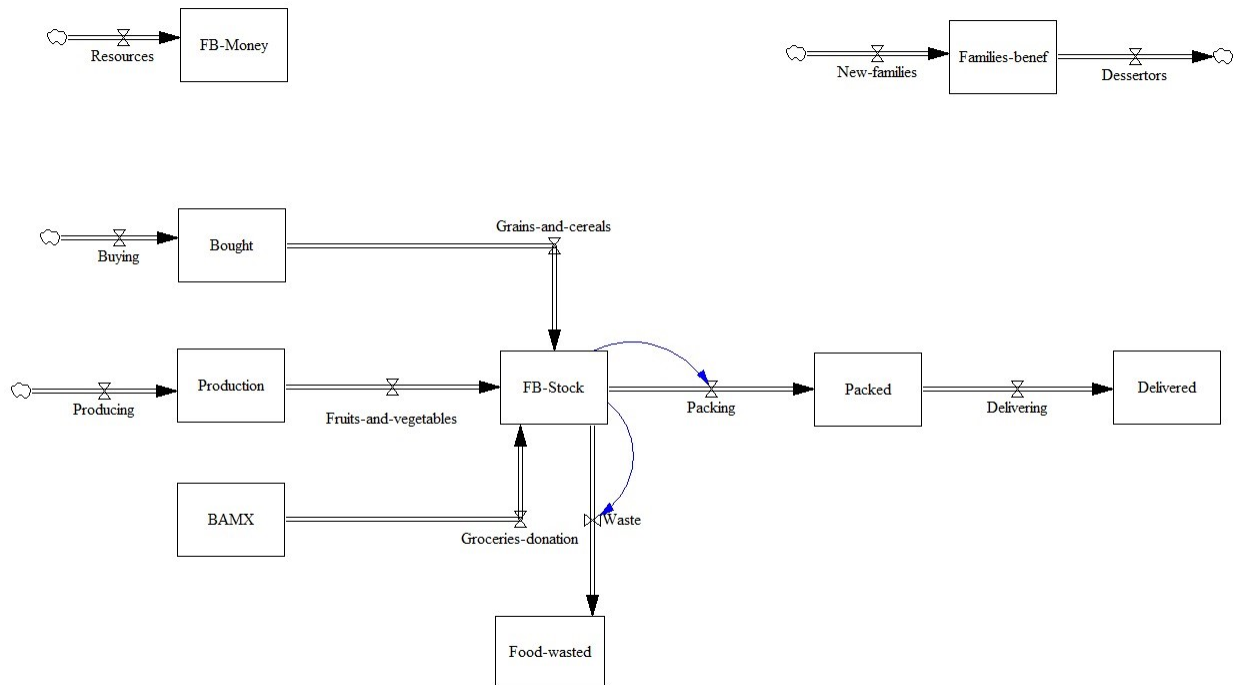 FB-Money
Resources
Families-benef
New-families
Dessertors
Grains-and-cereals
Bought
Buying
Production
Producing
Fruits-and-vegetables
FB-Stock
Packing
Packed
Delivering
Delivered
BAMX
Groceries-donation
Waste
Food-wasted